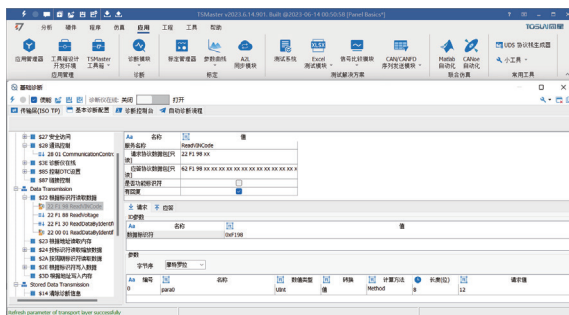 TSMaster v2023.6.14.901: Built @2023-06-14 00:50:58 [Panel Basics*]
分析 硬件 程序 仿真 应用 工程 工具 帮助 TOSUN同星
应用管理器 工具箱设计开发环境 TSMaster工具箱 诊断模块 标定管理器 参数曲线 A2L同步模块 测试系统 Excel测试模块 信号比较器模块 CAN/CANFD序列发送模块 Matlab自动化 CANoe自动化 UDS 协议栈生成器
小工具
应用管理 诊断 标定 测试解决方案 联合仿真 常用工具
基础诊断
使能 诊断仪在线: 关闭 打开
传输层(ISO TP) 基本诊断配置 诊断控制台 自动诊断流程
$27 安全访问
$28 通讯控制
28 01 CommunicationContrc
$3E 诊断仪在线
$85 控制DTC设置
$87 链接控制
Data Transmission
$22 根据标识符读取数据
22 F1 98 ReadVINCode
22 F1 88 ReadVoltage
22 F1 30 ReadDataByIdentifi
22 00 01 ReadDataByIdentif
$23 根据地址读取内存
$24 按标识符读取缩放数据
$2A 按周期标识符读取数据
$2E 根据标识符写入数据
$3D 根据地址写入内存
Stored Data Transmission
$14 清除诊断信息
名称 值
服务名称 ReadVINCode
请求协议数据包[只读] 22 F1 98 xx
应答协议数据包[只读] 62 F1 98 xx xx xx xx xx xx xx xx xx xx xx xx xx
是否功能标识符
有回复
请求 应答
ID参数
名称 值
数据标识符 0xF198
参数
字节序 摩特罗拉
Aa 编号 名称 数值类型 转换 计算方法 长度(位) 请求值
0 para0 UInt 值 Method 8 12
Refresh parameter of transport layer successfully